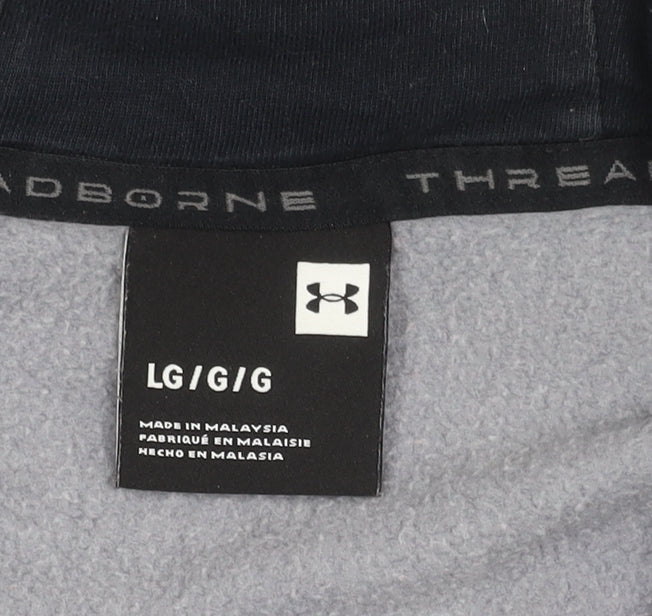 ADBORNE THREA
LG/G/G
MADE IN MALAYSIA
FABRIQUÉ EN MALAISIE
HECHO EN MALASIA